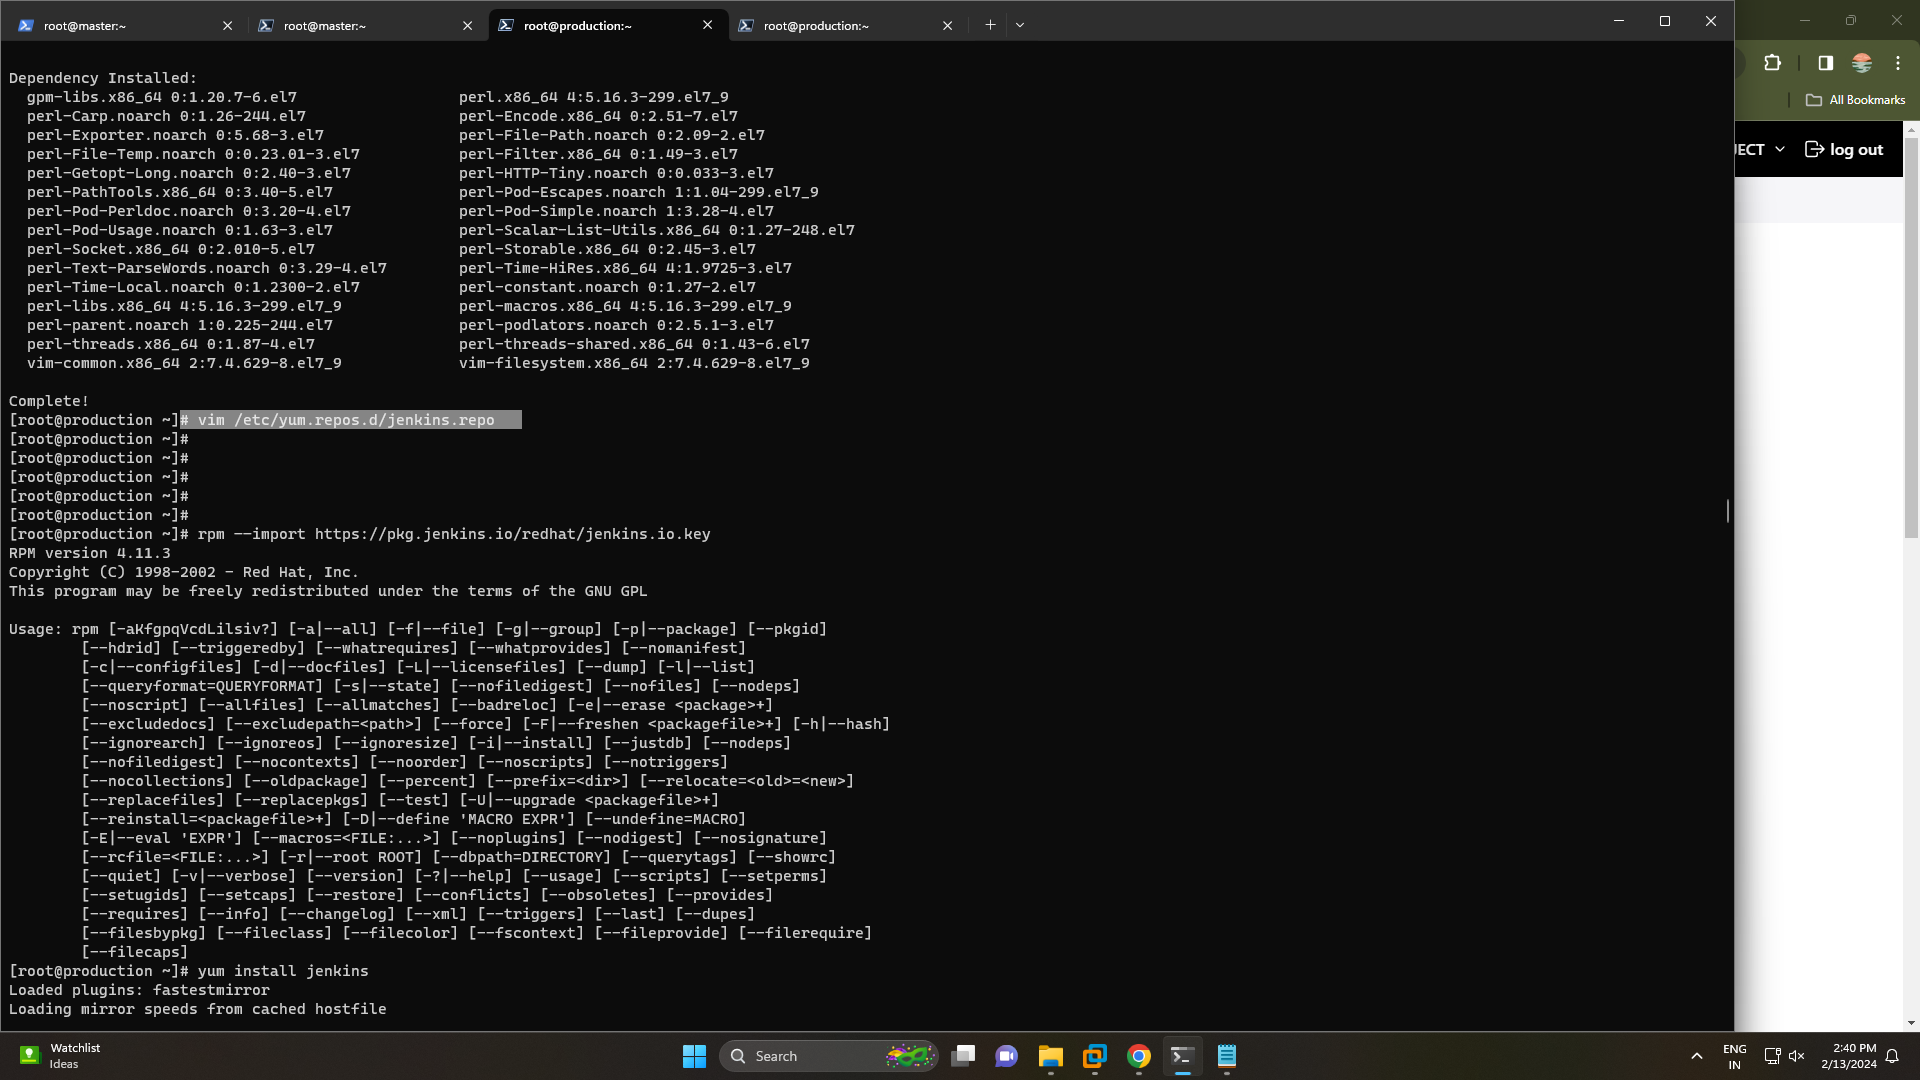 root@master:~
root@master:~
root@production:~
root@production:~
All Bookmarks
JECT
log out
Dependency Installed:
gpm-libs.x86_64 0:1.20.7-6.el7 perl.x86_64 4:5.16.3-299.el7_9
perl-Carp.noarch 0:1.26-244.el7 perl-Encode.x86_64 0:2.51-7.el7
perl-Exporter.noarch 0:5.68-3.el7 perl-File-Path.noarch 0:2.09-2.el7
perl-File-Temp.noarch 0:0.23.01-3.el7 perl-Filter.x86_64 0:1.49-3.el7
perl-Getopt-Long.noarch 0:2.40-3.el7 perl-HTTP-Tiny.noarch 0:0.033-3.el7
perl-PathTools.x86_64 0:3.40-5.el7 perl-Pod-Escapes.noarch 1:1.04-299.el7_9
perl-Pod-Perldoc.noarch 0:3.20-4.el7 perl-Pod-Simple.noarch 1:3.28-4.el7
perl-Pod-Usage.noarch 0:1.63-3.el7 perl-Scalar-List-Utils.x86_64 0:1.27-248.el7
perl-Socket.x86_64 0:2.010-5.el7 perl-Storable.x86_64 0:2.45-3.el7
perl-Text-ParseWords.noarch 0:3.29-4.el7 perl-Time-HiRes.x86_64 4:1.9725-3.el7
perl-Time-Local.noarch 0:1.2300-2.el7 perl-constant.noarch 0:1.27-2.el7
perl-libs.x86_64 4:5.16.3-299.el7_9 perl-macros.x86_64 4:5.16.3-299.el7_9
perl-parent.noarch 1:0.225-244.el7 perl-podlators.noarch 0:2.5.1-3.el7
perl-threads.x86_64 0:1.87-4.el7 perl-threads-shared.x86_64 0:1.43-6.el7
vim-common.x86_64 2:7.4.629-8.el7_9 vim-filesystem.x86_64 2:7.4.629-8.el7_9
Complete!
[root@production ~]# vim /etc/yum.repos.d/jenkins.repo
[root@production ~]#
[root@production ~]#
[root@production ~]#
[root@production ~]#
[root@production ~]#
[root@production ~]# rpm --import https://pkg.jenkins.io/redhat/jenkins.io.key
RPM version 4.11.3
Copyright (C) 1998-2002 - Red Hat, Inc.
This program may be freely redistributed under the terms of the GNU GPL
Usage: rpm [-aKfgpqVcdLilsiv?] [-a|--all] [-f|--file] [-g|--group] [-p|--package] [--pkgid]
[--hdrid] [--triggeredby] [--whatrequires] [--whatprovides] [--nomanifest]
[-c|--configfiles] [-d|--docfiles] [-L|--licensefiles] [--dump] [-l|--list]
[--queryformat=QUERYFORMAT] [-s|--state] [--nofiledigest] [--nofiles] [--nodeps]
[--noscript] [--allfiles] [--allmatches] [--badreloc] [-e|--erase <package>+]
[--excludedocs] [--excludepath=<path>] [--force] [-F|--freshen <packagefile>+] [-h|--hash]
[--ignorearch] [--ignoreos] [--ignoresize] [-i|--install] [--justdb] [--nodeps]
[--nofiledigest] [--nocontexts] [--noorder] [--noscripts] [--notriggers]
[--nocollections] [--oldpackage] [--percent] [--prefix=<dir>] [--relocate=<old>=<new>]
[--replacefiles] [--replacepkgs] [--test] [-U|--upgrade <packagefile>+]
[--reinstall=<packagefile>+] [-D|--define 'MACRO EXPR'] [--undefine=MACRO]
[-E|--eval 'EXPR'] [--macros=<FILE:...>] [--noplugins] [--nodigest] [--nosignature]
[--rcfile=<FILE:...>] [-r|--root ROOT] [--dbpath=DIRECTORY] [--querytags] [--showrc]
[--quiet] [-v|--verbose] [--version] [-?|--help] [--usage] [--scripts] [--setperms]
[--setugids] [--setcaps] [--restore] [--conflicts] [--obsoletes] [--provides]
[--requires] [--info] [--changelog] [--xml] [--triggers] [--last] [--dupes]
[--filesbypkg] [--fileclass] [--filecolor] [--fscontext] [--fileprovide] [--filerequire]
[--filecaps]
[root@production ~]# yum install jenkins
Loaded plugins: fastestmirror
Loading mirror speeds from cached hostfile
Watchlist
Ideas
Search
ENG
IN
2:40 PM
2/13/2024